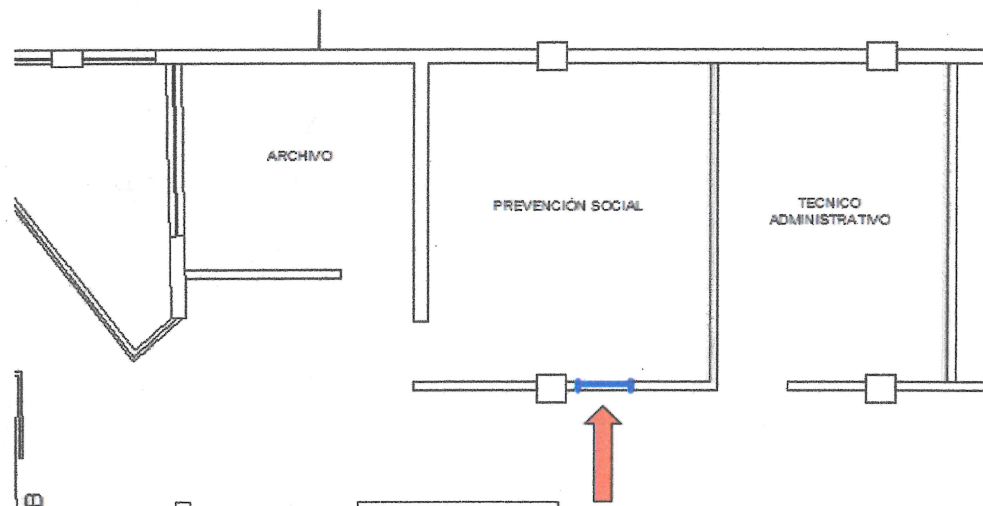 ARCHIVO
PREVENCIÓN SOCIAL
TECNICO
ADMINISTRATIVO
B